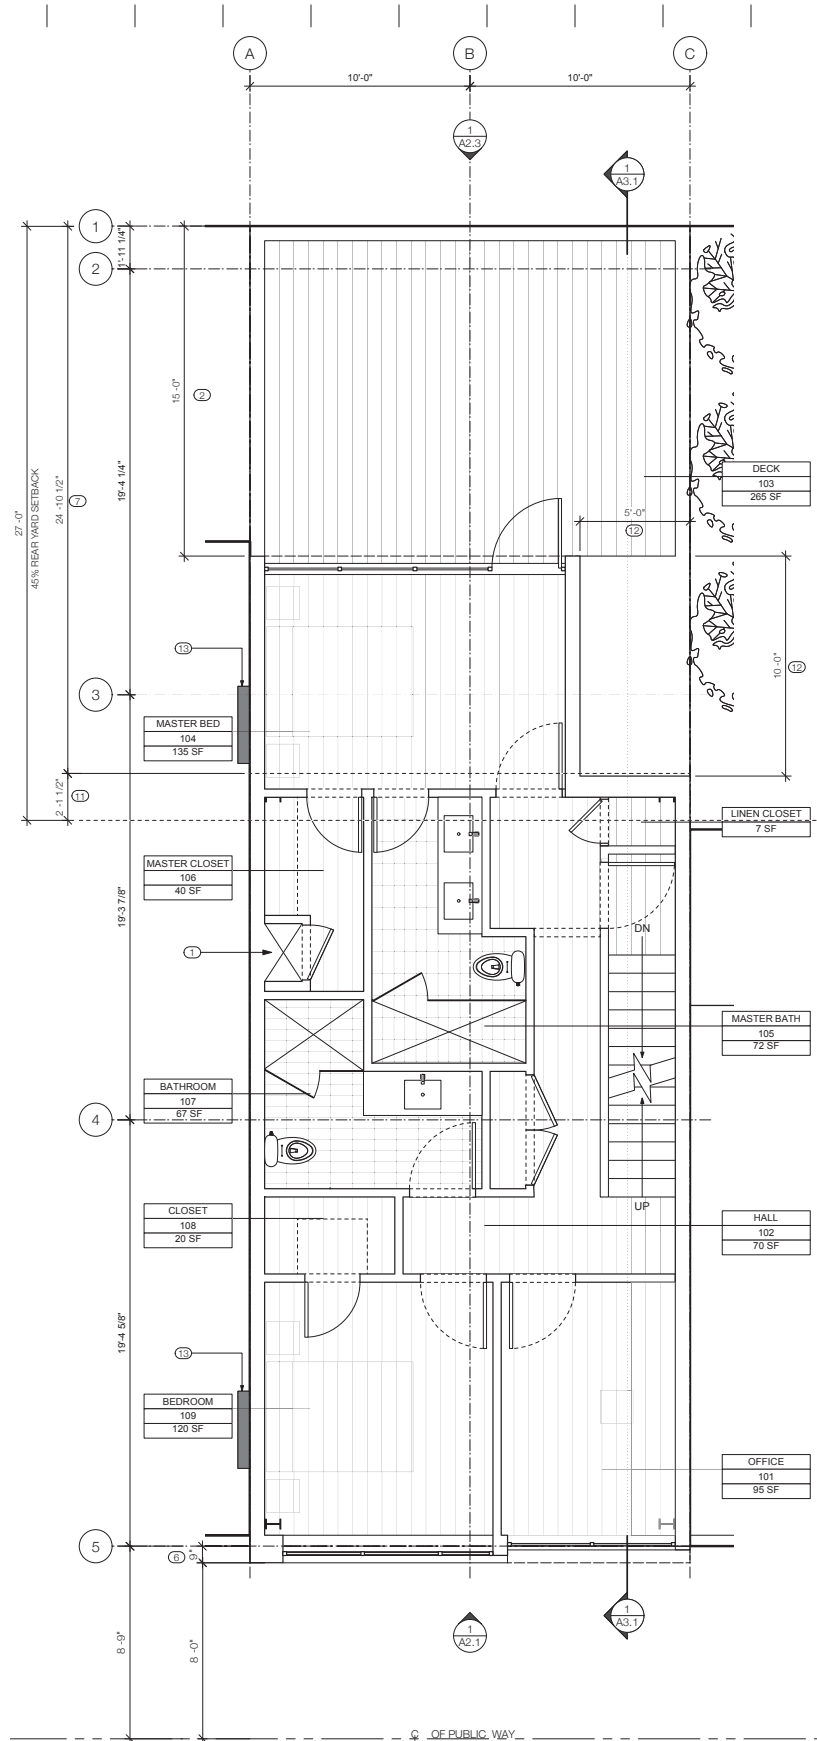 A
B
C
10'-0"
10'-0"
1
A2.3
1
A3.1
1
1'-11 1/4"
2
15 -0"
2
19'-4 1/4"
27 -0"
45% REAR YARD SETBACK
24 -10 1/2"
7
DECK
103
265 SF
5'-0"
12
13
10 -0"
12
3
MASTER BED
104
135 SF
2 -1 1/2"
11
LINEN CLOSET
7 SF
MASTER CLOSET
106
40 SF
19'-3 7/8"
DN
1
MASTER BATH
105
72 SF
BATHROOM
107
67 SF
4
CLOSET
108
20 SF
UP
HALL
102
70 SF
19'-4 5/8"
13
BEDROOM
109
120 SF
OFFICE
101
95 SF
5
6
9"
8 -9"
8 -0"
1
A2.1
1
A3.1
C OF PUBLIC WAY